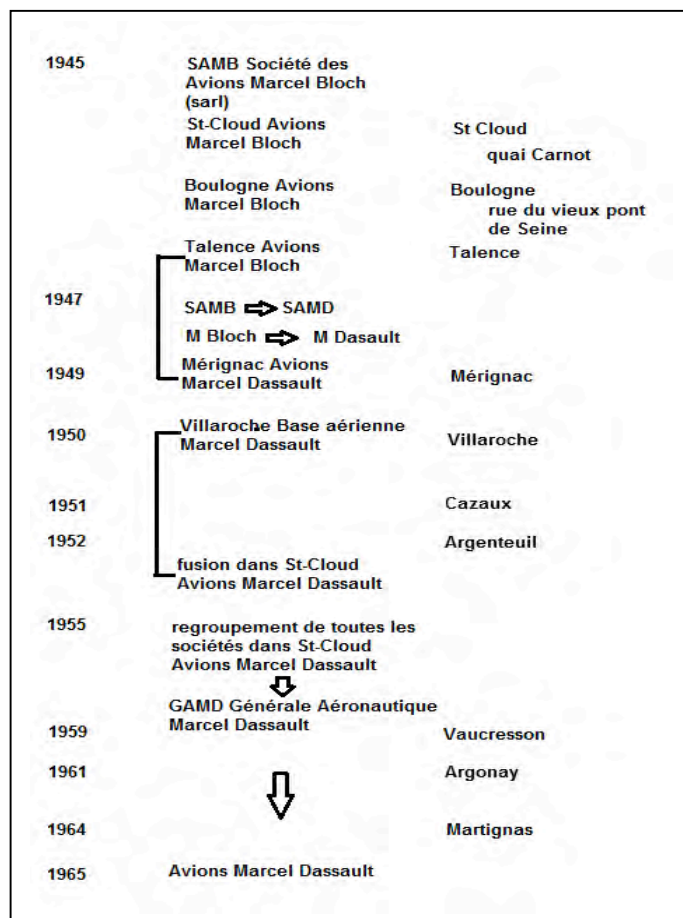 1945 SAMB Société des
Avions Marcel Bloch
(sarl)
St-Cloud Avions St Cloud
Marcel Bloch quai Carnot
Boulogne Avions Boulogne
Marcel Bloch rue du vieux pont
de Seine
Talence Avions Talence
Marcel Bloch
1947 SAMB SAMD
M Bloch M Dasault
1949 Mérignac Avions Mérignac
Marcel Dassault
1950 Villaroche Base aérienne Villaroche
Marcel Dassault
1951 Cazaux
1952 Argenteuil
fusion dans St-Cloud
Avions Marcel Dassault
1955 regroupement de toutes les
sociétés dans St-Cloud
Avions Marcel Dassault
GAMD Générale Aéronautique
Marcel Dassault
1959 Vaucresson
1961 Argonay
1964 Martignas
1965 Avions Marcel Dassault